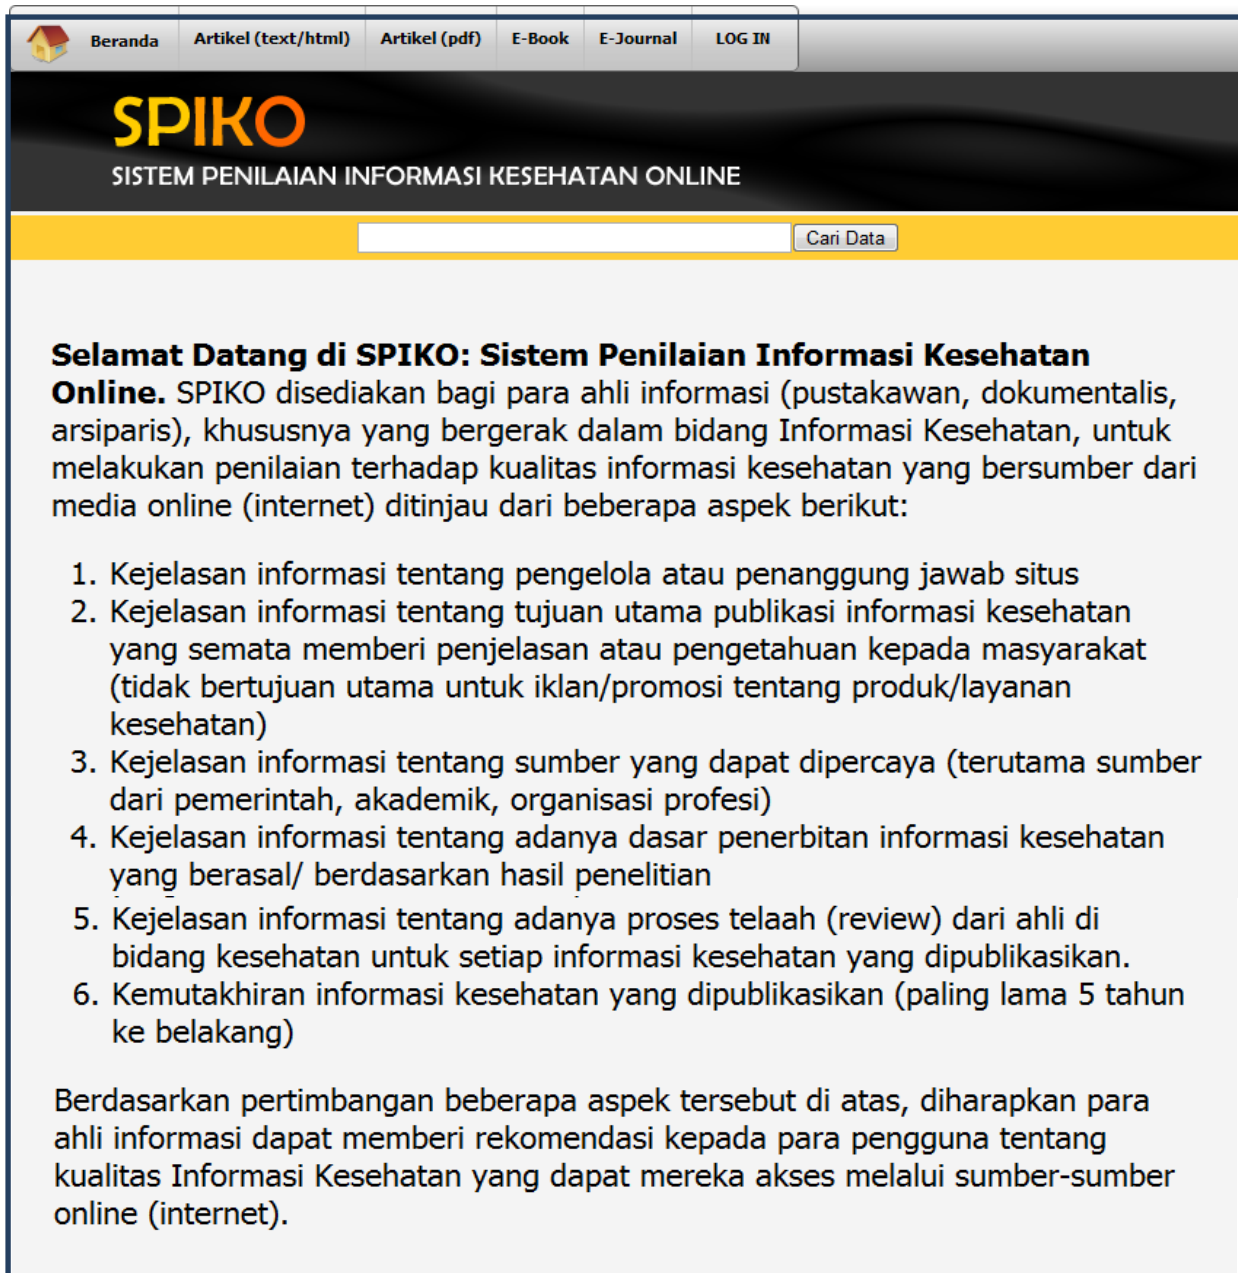 Beranda Artikel (text/html) Artikel (pdf) E-Book E-Journal LOG IN
SPIKO
SISTEM PENILAIAN INFORMASI KESEHATAN ONLINE
Cari Data
Selamat Datang di SPIKO: Sistem Penilaian Informasi Kesehatan
Online. SPIKO disediakan bagi para ahli informasi (pustakawan, dokumentalis,
arsiparis), khususnya yang bergerak dalam bidang Informasi Kesehatan, untuk
melakukan penilaian terhadap kualitas informasi kesehatan yang bersumber dari
media online (internet) ditinjau dari beberapa aspek berikut:
1. Kejelasan informasi tentang pengelola atau penanggung jawab situs
2. Kejelasan informasi tentang tujuan utama publikasi informasi kesehatan
yang semata memberi penjelasan atau pengetahuan kepada masyarakat
(tidak bertujuan utama untuk iklan/promosi tentang produk/layanan
kesehatan)
3. Kejelasan informasi tentang sumber yang dapat dipercaya (terutama sumber
dari pemerintah, akademik, organisasi profesi)
4. Kejelasan informasi tentang adanya dasar penerbitan informasi kesehatan
yang berasal/ berdasarkan hasil penelitian
5. Kejelasan informasi tentang adanya proses telaah (review) dari ahli di
bidang kesehatan untuk setiap informasi kesehatan yang dipublikasikan.
6. Kemutakhiran informasi kesehatan yang dipublikasikan (paling lama 5 tahun
ke belakang)
Berdasarkan pertimbangan beberapa aspek tersebut di atas, diharapkan para
ahli informasi dapat memberi rekomendasi kepada para pengguna tentang
kualitas Informasi Kesehatan yang dapat mereka akses melalui sumber-sumber
online (internet).